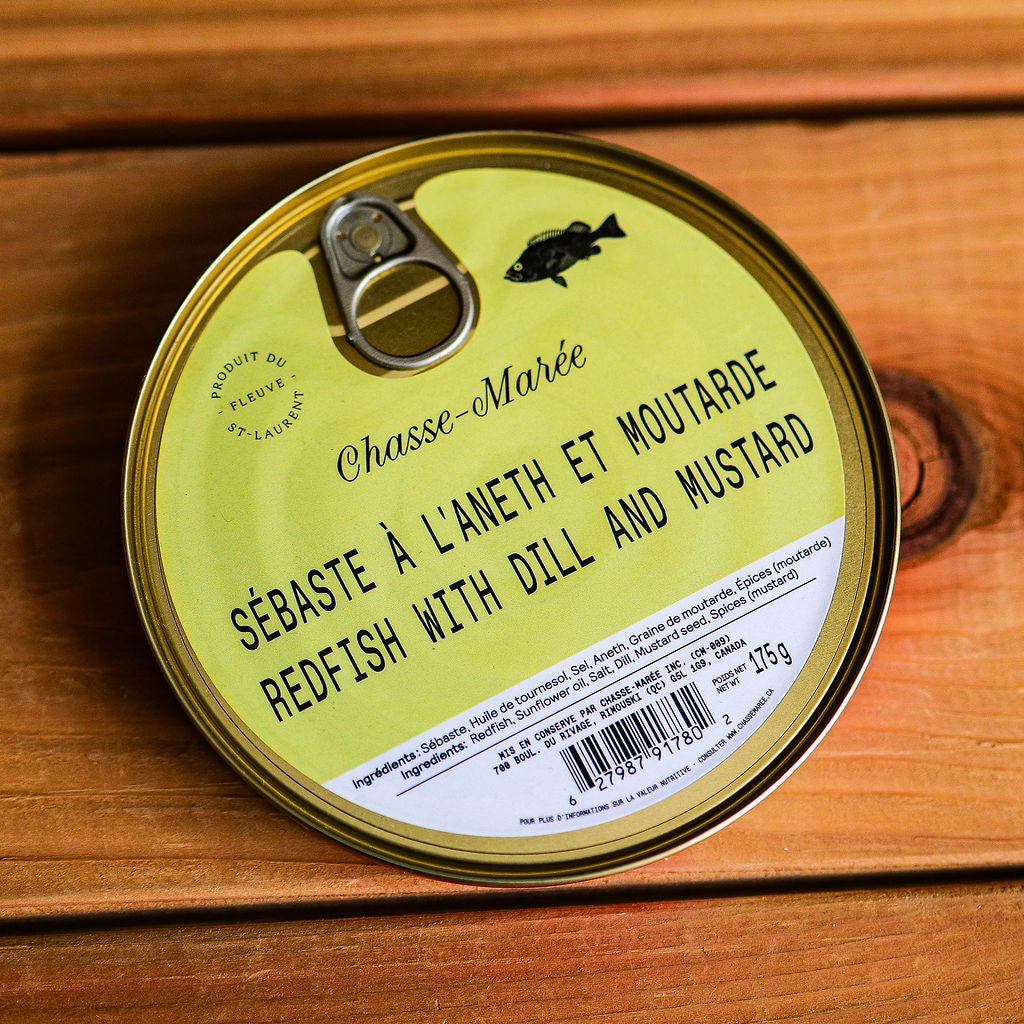 PRODUIT DU
- FLEUVE -
ST-LAURENT
Chasse-Marée
SÉBASTE À L'ANETH ET MOUTARDE
REDFISH WITH DILL AND MUSTARD
Ingrédients: Sébaste, Huile de tournesol, Sel, Aneth, Graine de moutarde, Épices (moutarde)
Ingredients: Redfish, Sunflower oil, Salt, Dill, Mustard seed, Spices (mustard)
MIS EN CONSERVE PAR CHASSE-MARÉE INC. (CM-009)
700 BOUL. DU RIVAGE, RIMOUSKI (QC) G5L 1G9, CANADA
POIDS NET
NET WT
175 g
6 27987 91780 2
POUR PLUS D'INFORMATIONS SUR LA VALEUR NUTRITIVE - CONSULTER WWW.CHASSEMAREE.CA